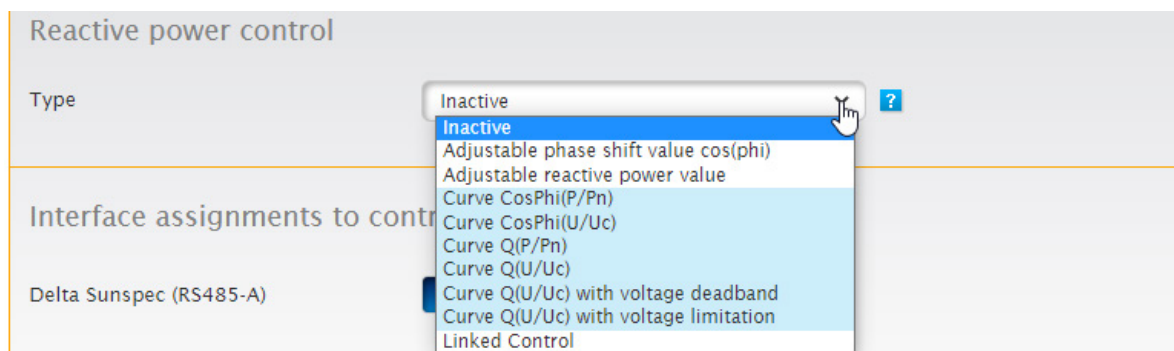 Reactive power control
Type
Inactive
?
Inactive
Adjustable phase shift value cos(phi)
Adjustable reactive power value
Curve CosPhi(P/Pn)
Curve CosPhi(U/Uc)
Curve Q(P/Pn)
Curve Q(U/Uc)
Curve Q(U/Uc) with voltage deadband
Curve Q(U/Uc) with voltage limitation
Linked Control
Interface assignments to contr
Delta Sunspec (RS485-A)